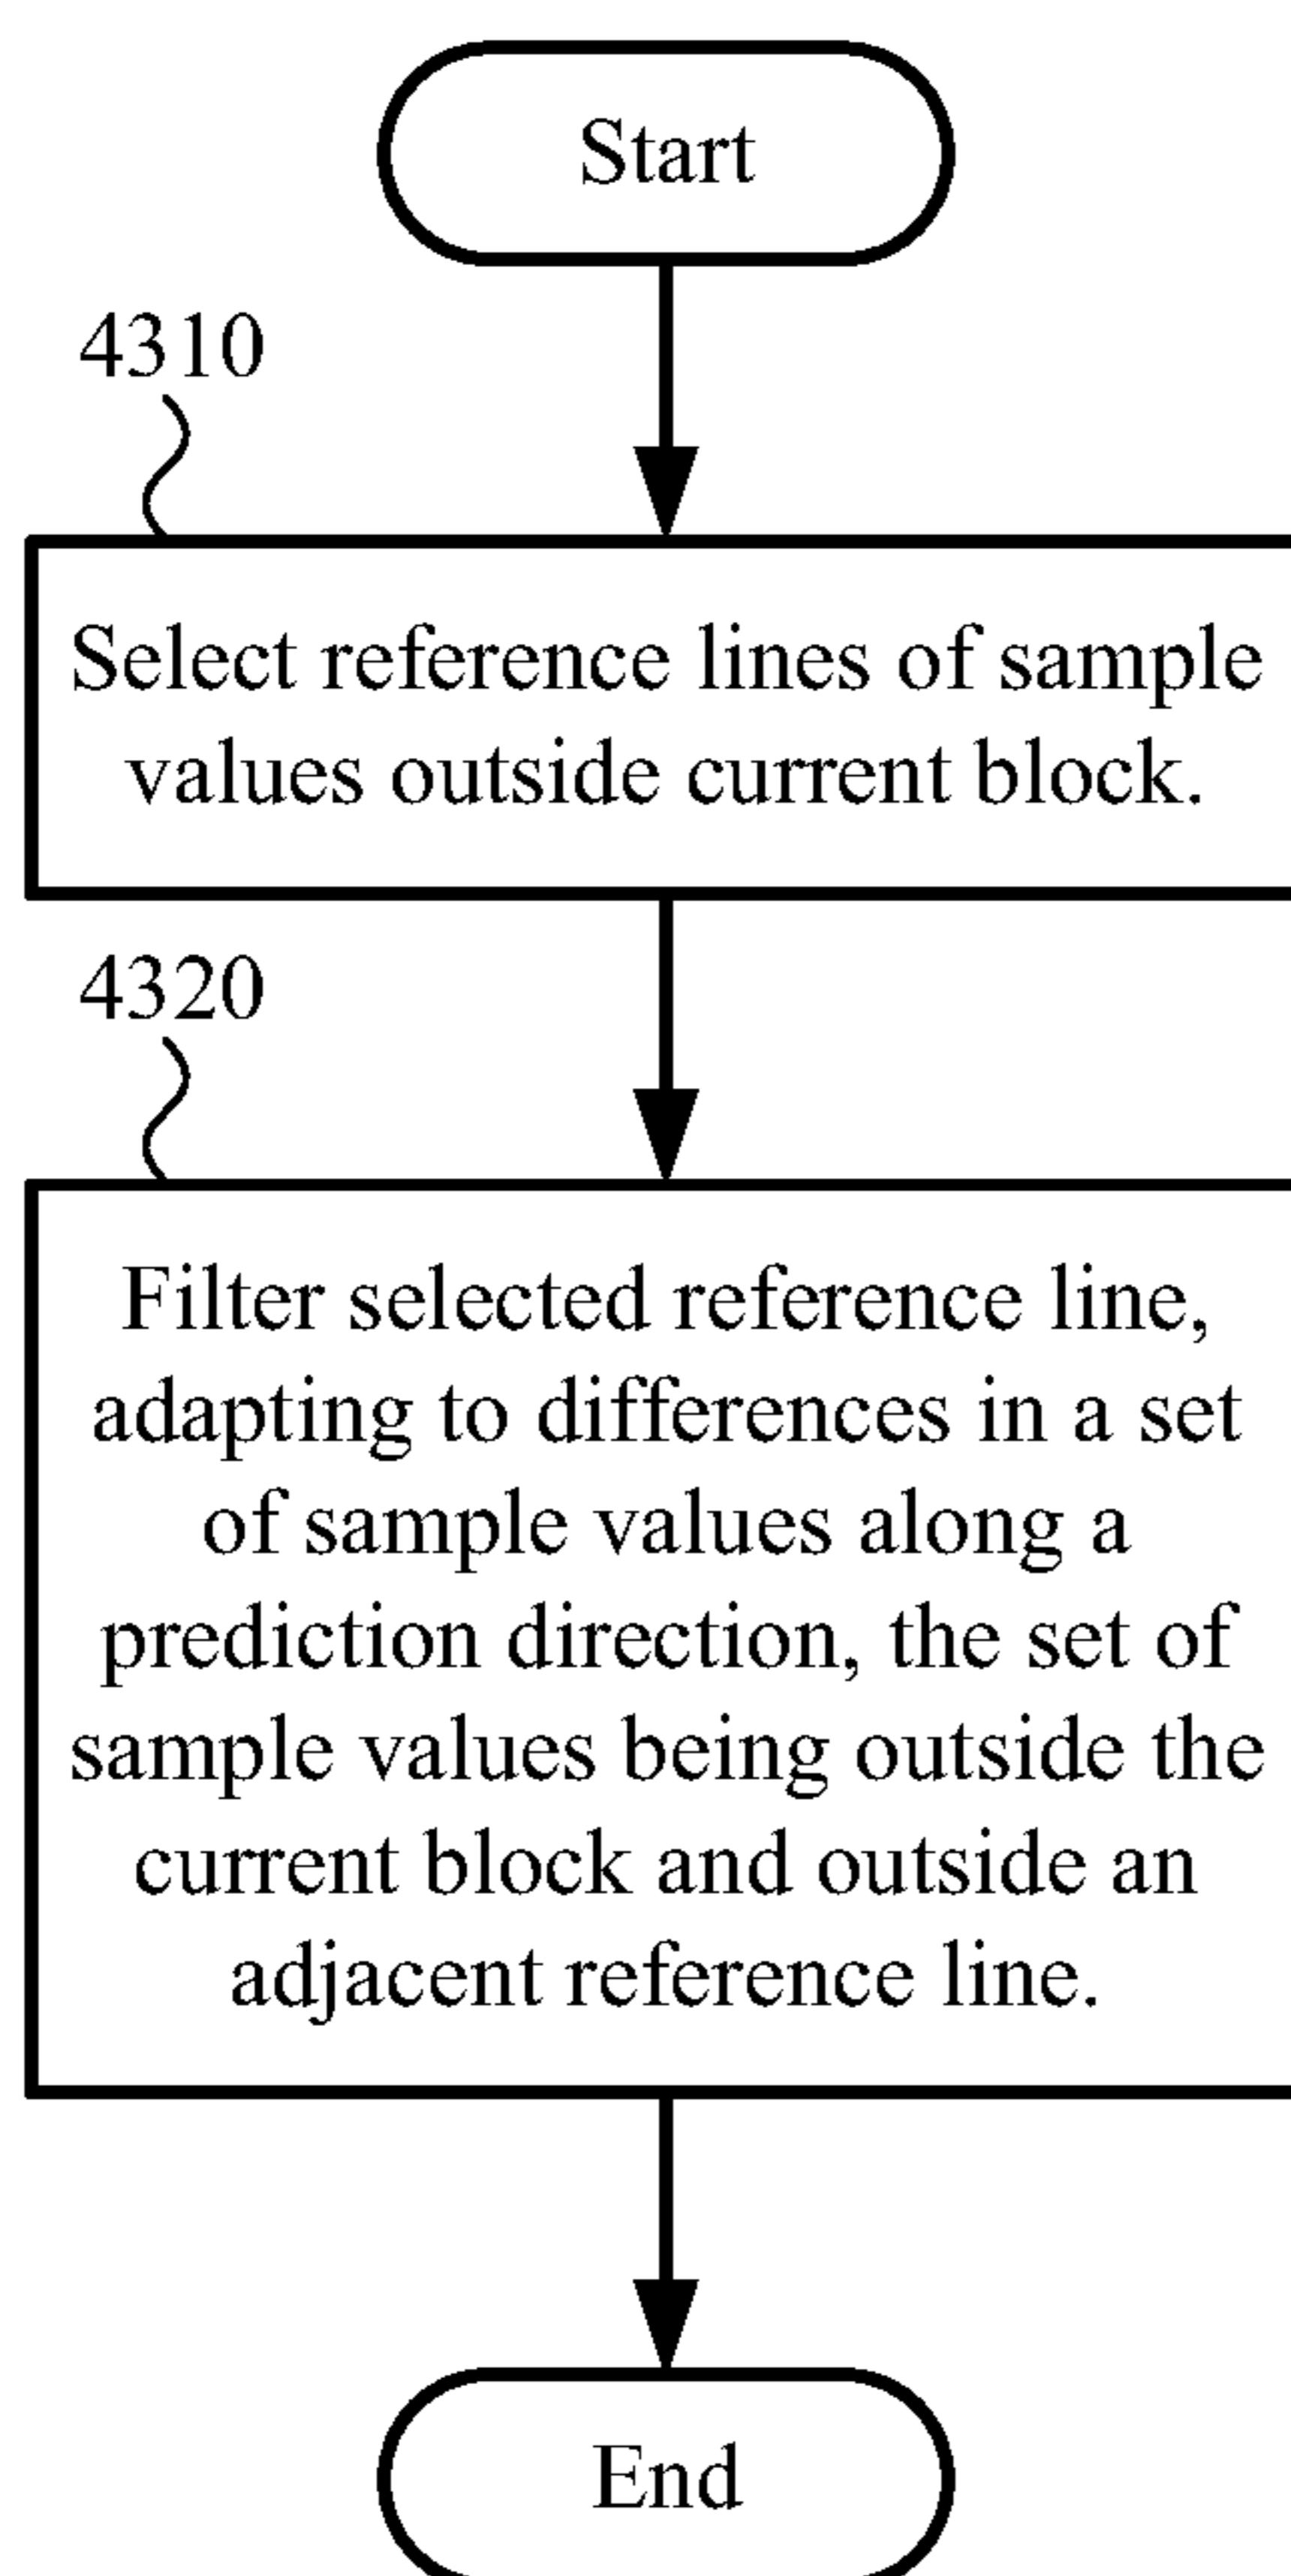 Start
4310
Select reference lines of sample
values outside current block.
4320
Filter selected reference line,
adapting to differences in a set
of sample values along a
prediction direction, the set of
sample values being outside the
current block and outside an
adjacent reference line.
End